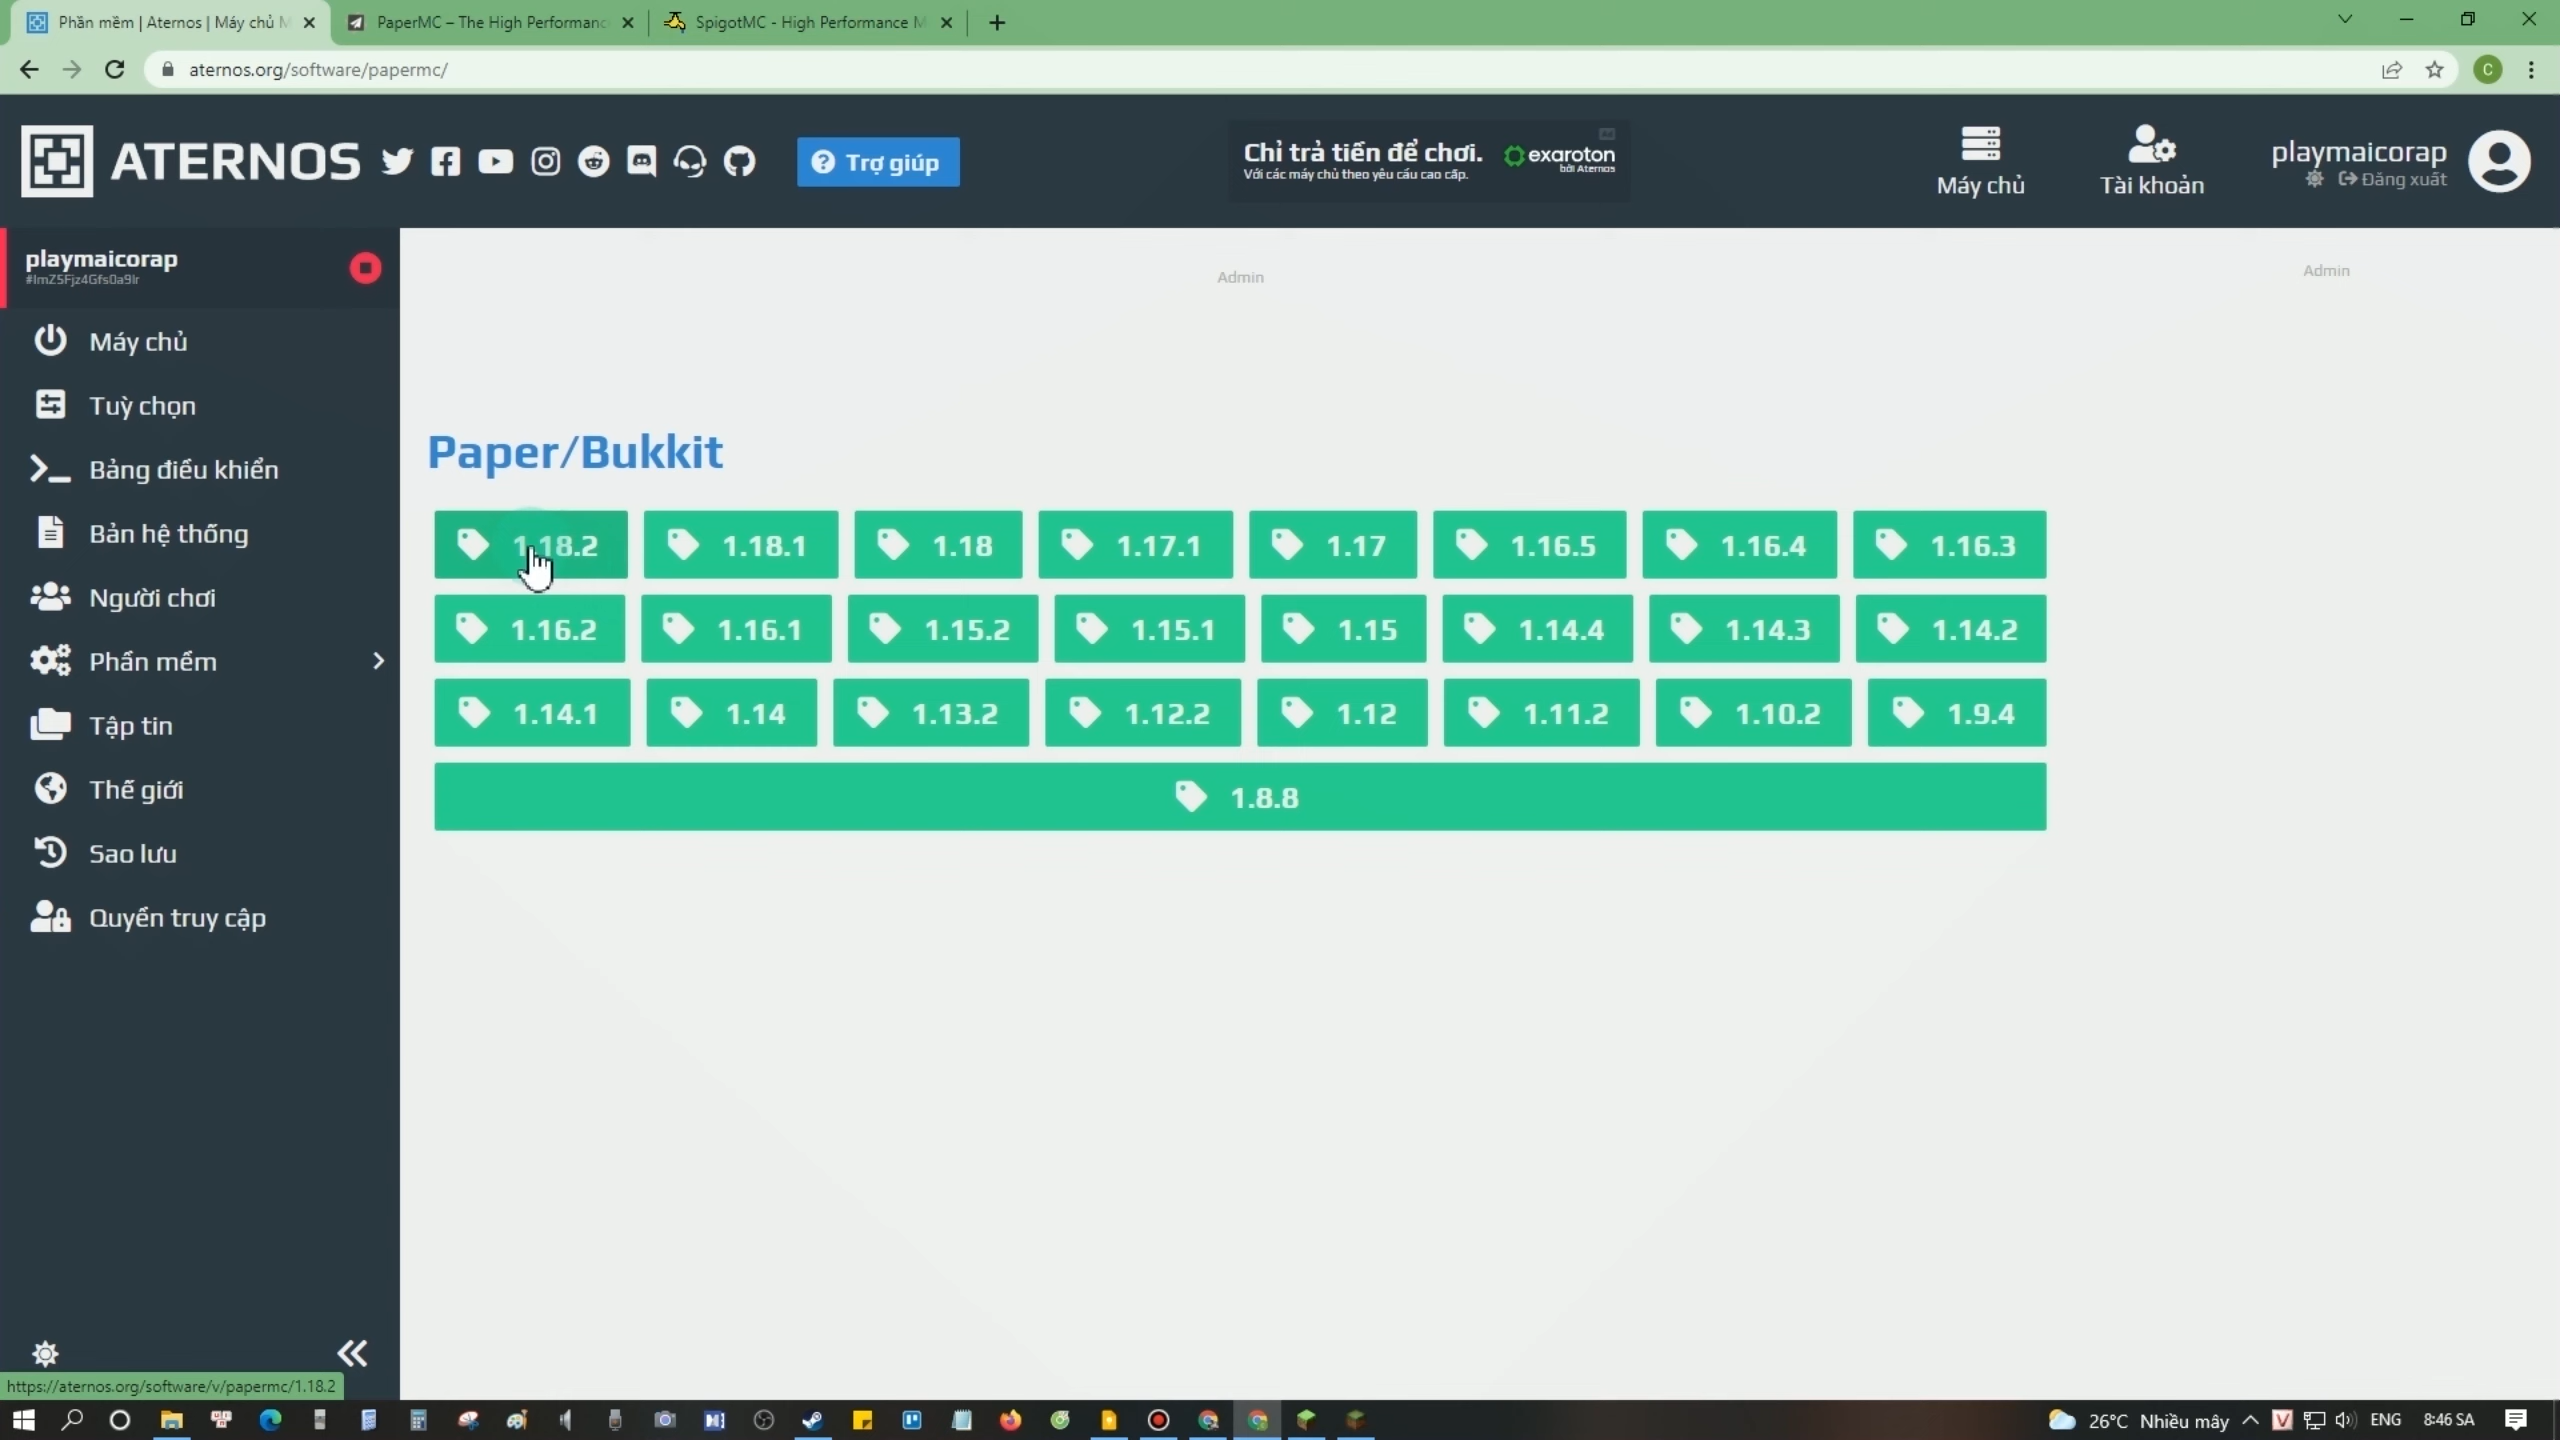 Phần mềm | Aternos | Máy chủ M
PaperMC – The High Performanc
SpigotMC - High Performance M
aternos.org/software/papermc/
C
ATERNOS
Trợ giúp
Ad
Chỉ trả tiền để chơi.
Với các máy chủ theo yêu cầu cao cấp.
exaroton
bởi Aternos
Máy chủ
Tài khoản
playmaicorap
Đăng xuất
playmaicorap
Máy chủ
Tuỳ chọn
Bảng điều khiển
Bản hệ thống
Người chơi
Phần mềm
Tập tin
Thế giới
Sao lưu
Quyền truy cập
Admin
Admin
Paper/Bukkit
1.18.2 1.18.1 1.18 1.17.1 1.17 1.16.5 1.16.4 1.16.3
1.16.2 1.16.1 1.15.2 1.15.1 1.15 1.14.4 1.14.3 1.14.2
1.14.1 1.14 1.13.2 1.12.2 1.12 1.11.2 1.10.2 1.9.4
1.8.8
https://aternos.org/software/v/papermc/1.18.2
26°C Nhiều mây
V
ENG
8:46 SA